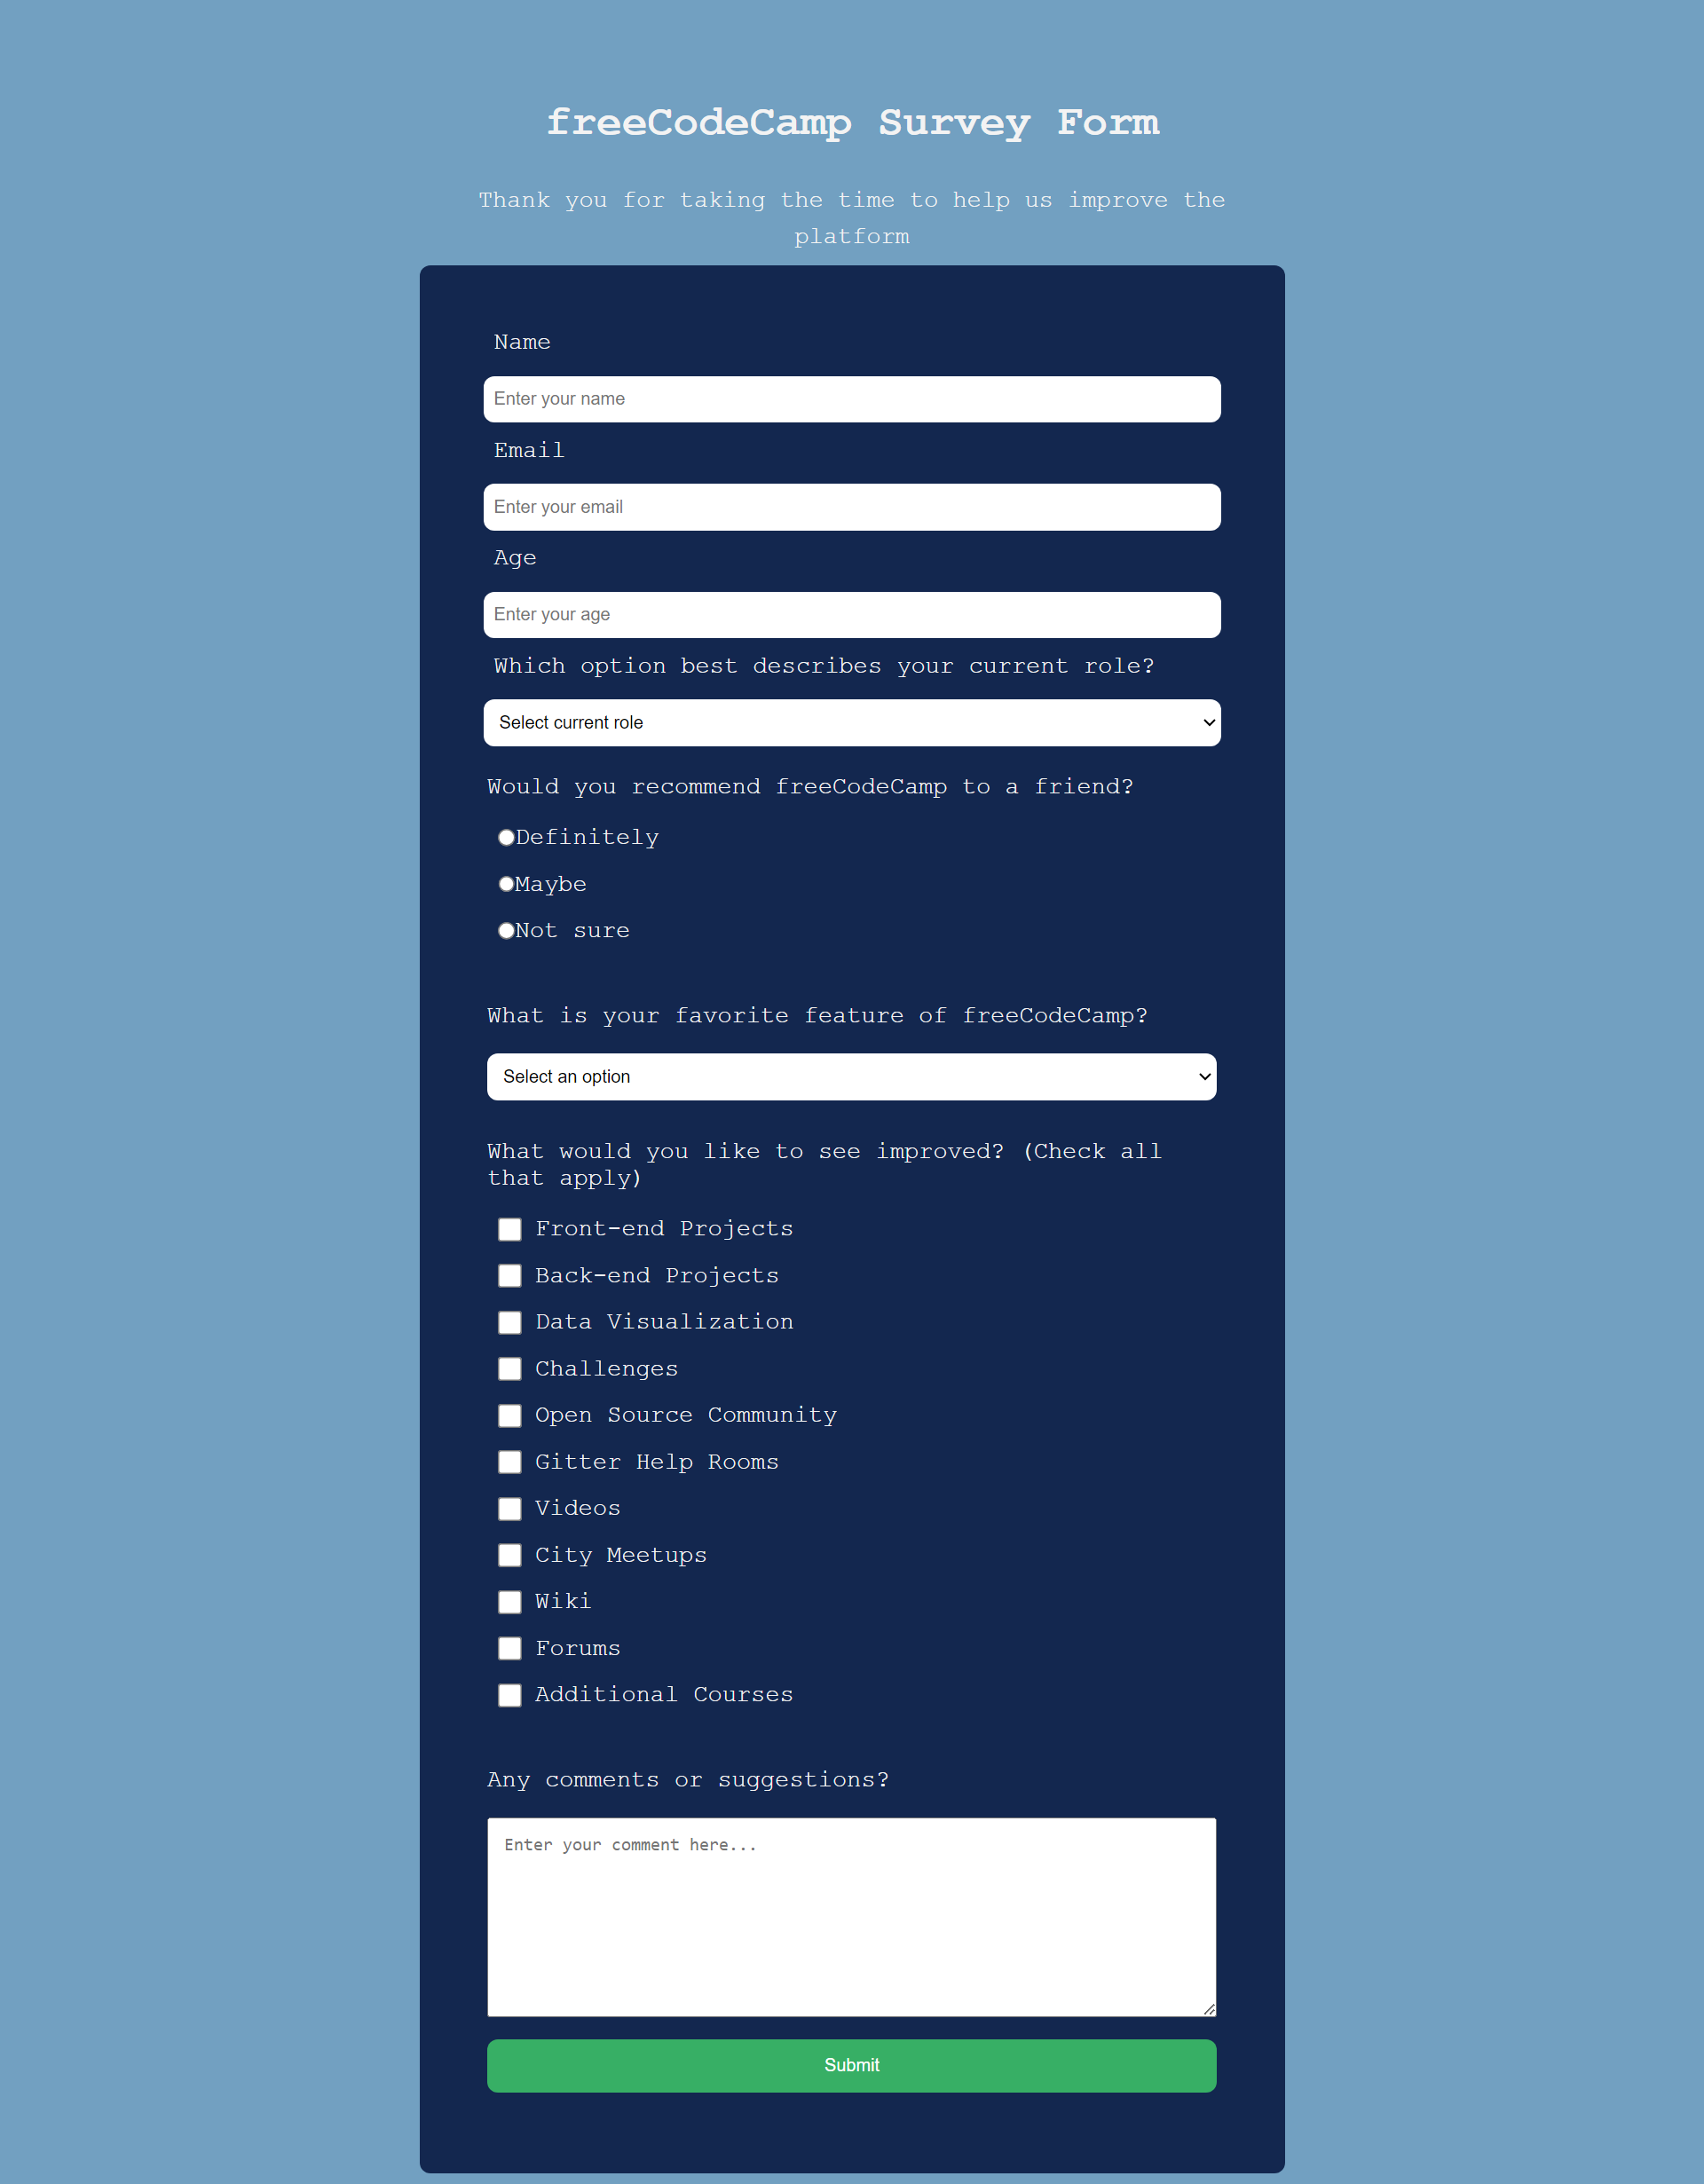 freeCodeCamp Survey Form
Thank you for taking the time to help us improve the
platform
Name
Enter your name
Email
Enter your email
Age
Enter your age
Which option best describes your current role?
Select current role
Would you recommend freeCodeCamp to a friend?
Definitely
Maybe
Not sure
What is your favorite feature of freeCodeCamp?
Select an option
What would you like to see improved? (Check all
that apply)
Front-end Projects
Back-end Projects
Data Visualization
Challenges
Open Source Community
Gitter Help Rooms
Videos
City Meetups
Wiki
Forums
Additional Courses
Any comments or suggestions?
Enter your comment here...
Submit